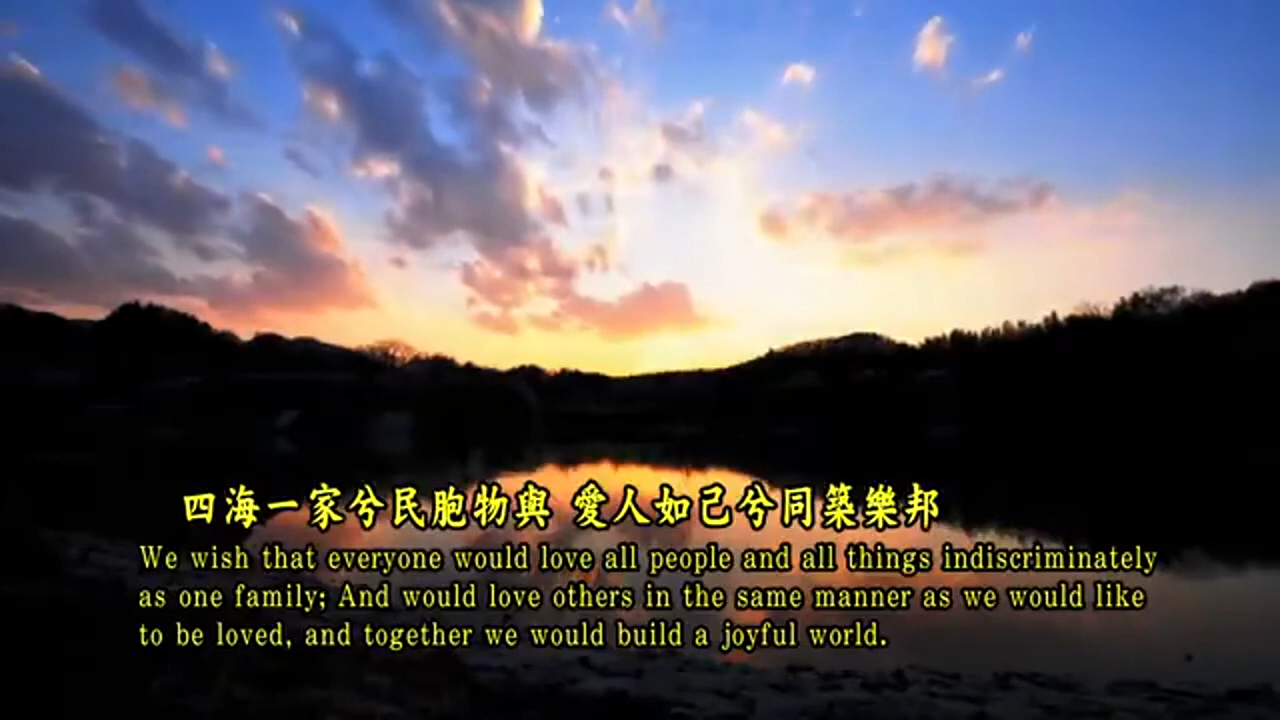 四海一家兮民胞物與 愛人如己兮同築樂邦
We wish that everyone would love all people and all things indiscriminately
as one family; And would love others in the same manner as we would like
to be loved, and together we would build a joyful world.